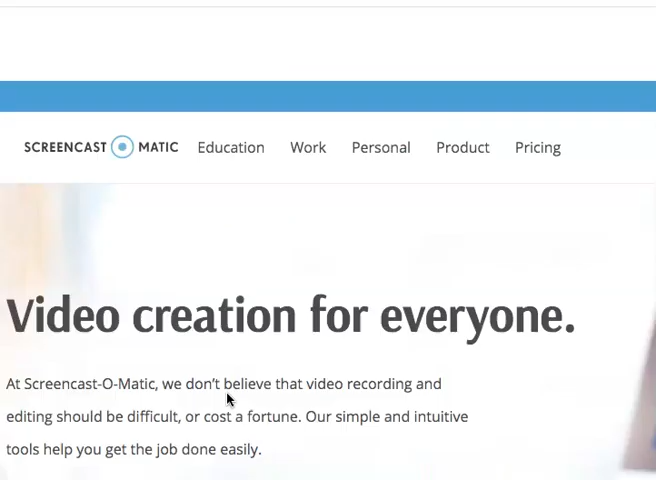 SCREENCAST MATIC Education Work Personal Product Pricing
Video creation for everyone.
At Screencast-O-Matic, we don't believe that video recording and
editing should be difficult, or cost a fortune. Our simple and intuitive
tools help you get the job done easily.